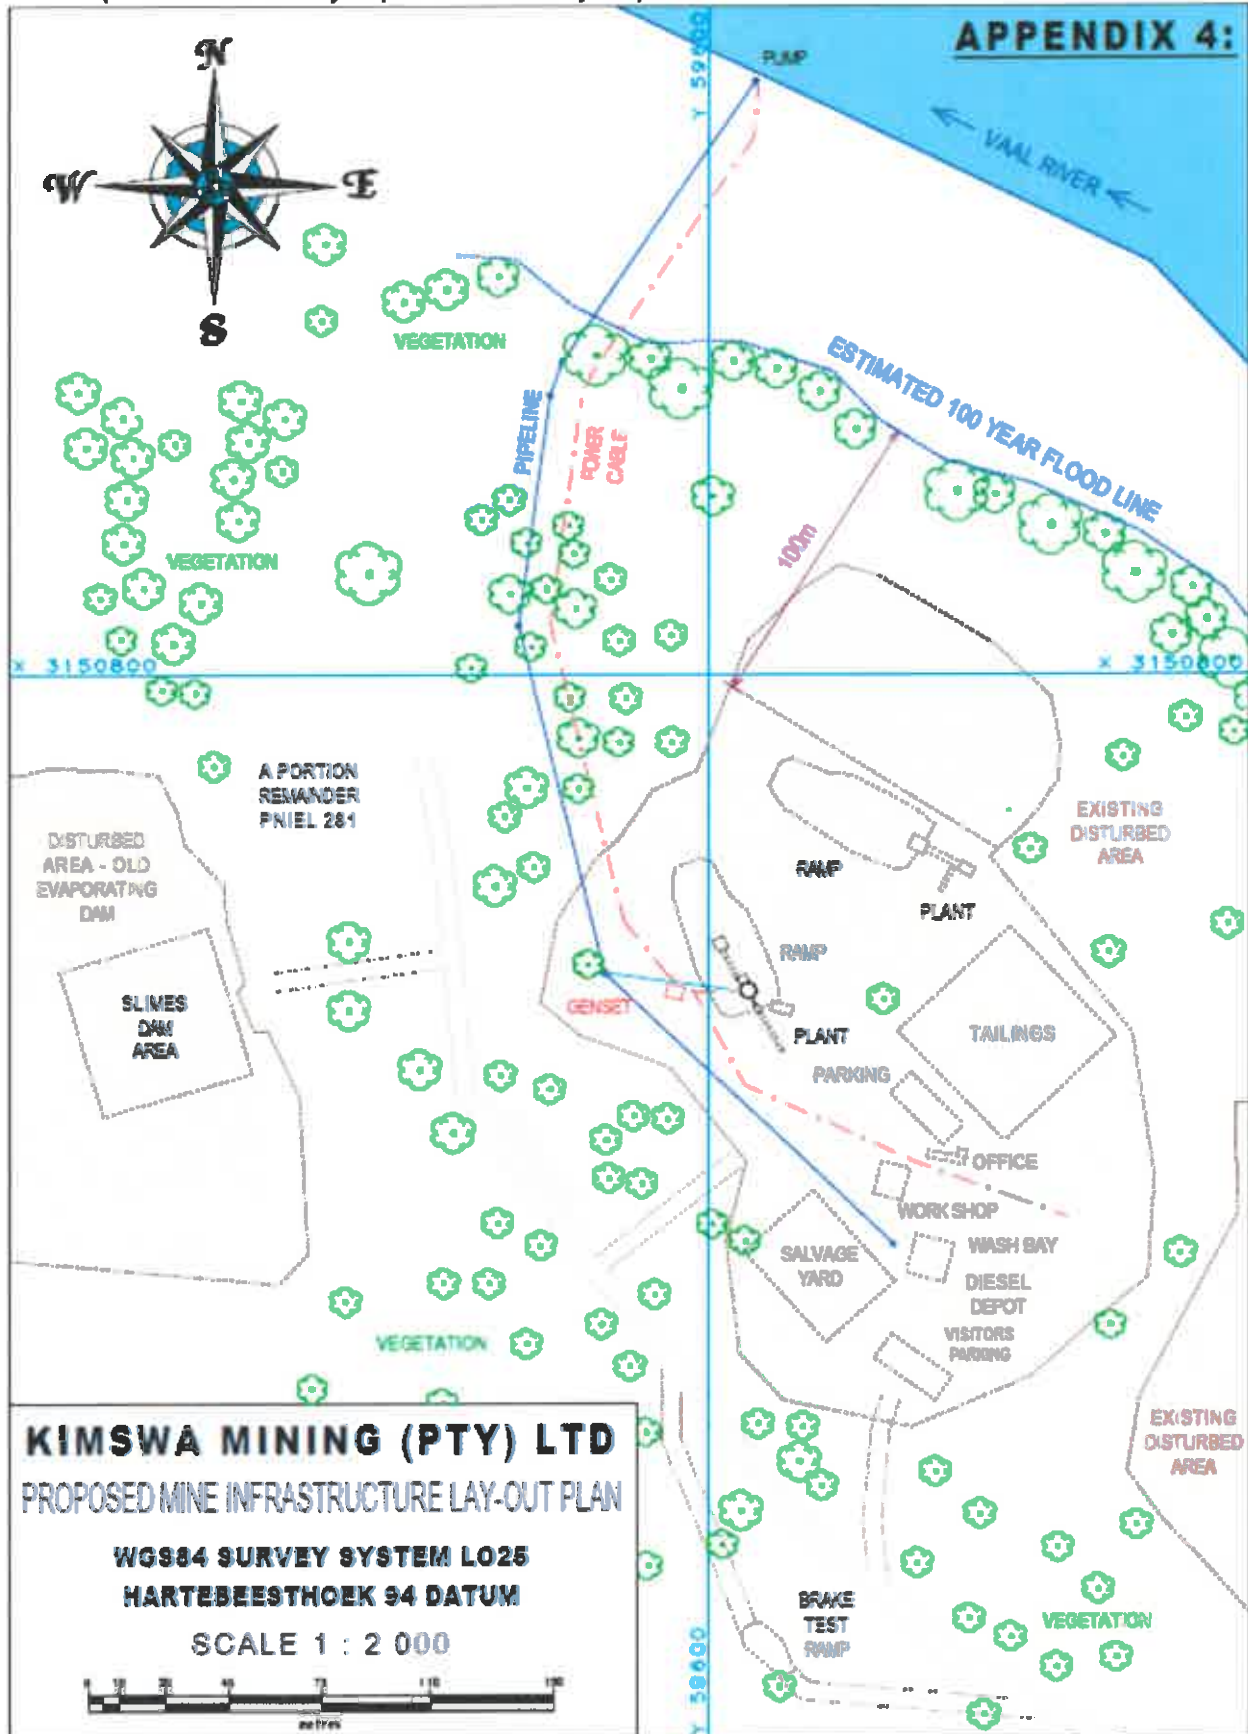 APPENDIX 4:
N
W
E
S
PUMP
VAAL RIVER
VEGETATION
ESTIMATED 100 YEAR FLOOD LINE
PIPELINE
POWER
CABLE
100m
VEGETATION
X 3150800
X 3150800
A PORTION
REMAINDER
PNIEL 281
DISTURBED
AREA - OLD
EVAPORATING
DAM
EXISTING
DISTURBED
AREA
RAMP
PLANT
RAMP
SLIMES
DAM
AREA
GENSET
PLANT
TAILINGS
PARKING
OFFICE
WORK SHOP
SALVAGE
YARD
WASH BAY
DIESEL
DEPOT
VISITORS
PARKING
VEGETATION
EXISTING
DISTURBED
AREA
KIMSWA MINING (PTY) LTD
PROPOSED MINE INFRASTRUCTURE LAY-OUT PLAN
WGS84 SURVEY SYSTEM LO25
HARTEBEESTHOEK 94 DATUM
SCALE 1 : 2 000
metres
BRAKE
TEST
RAMP
VEGETATION